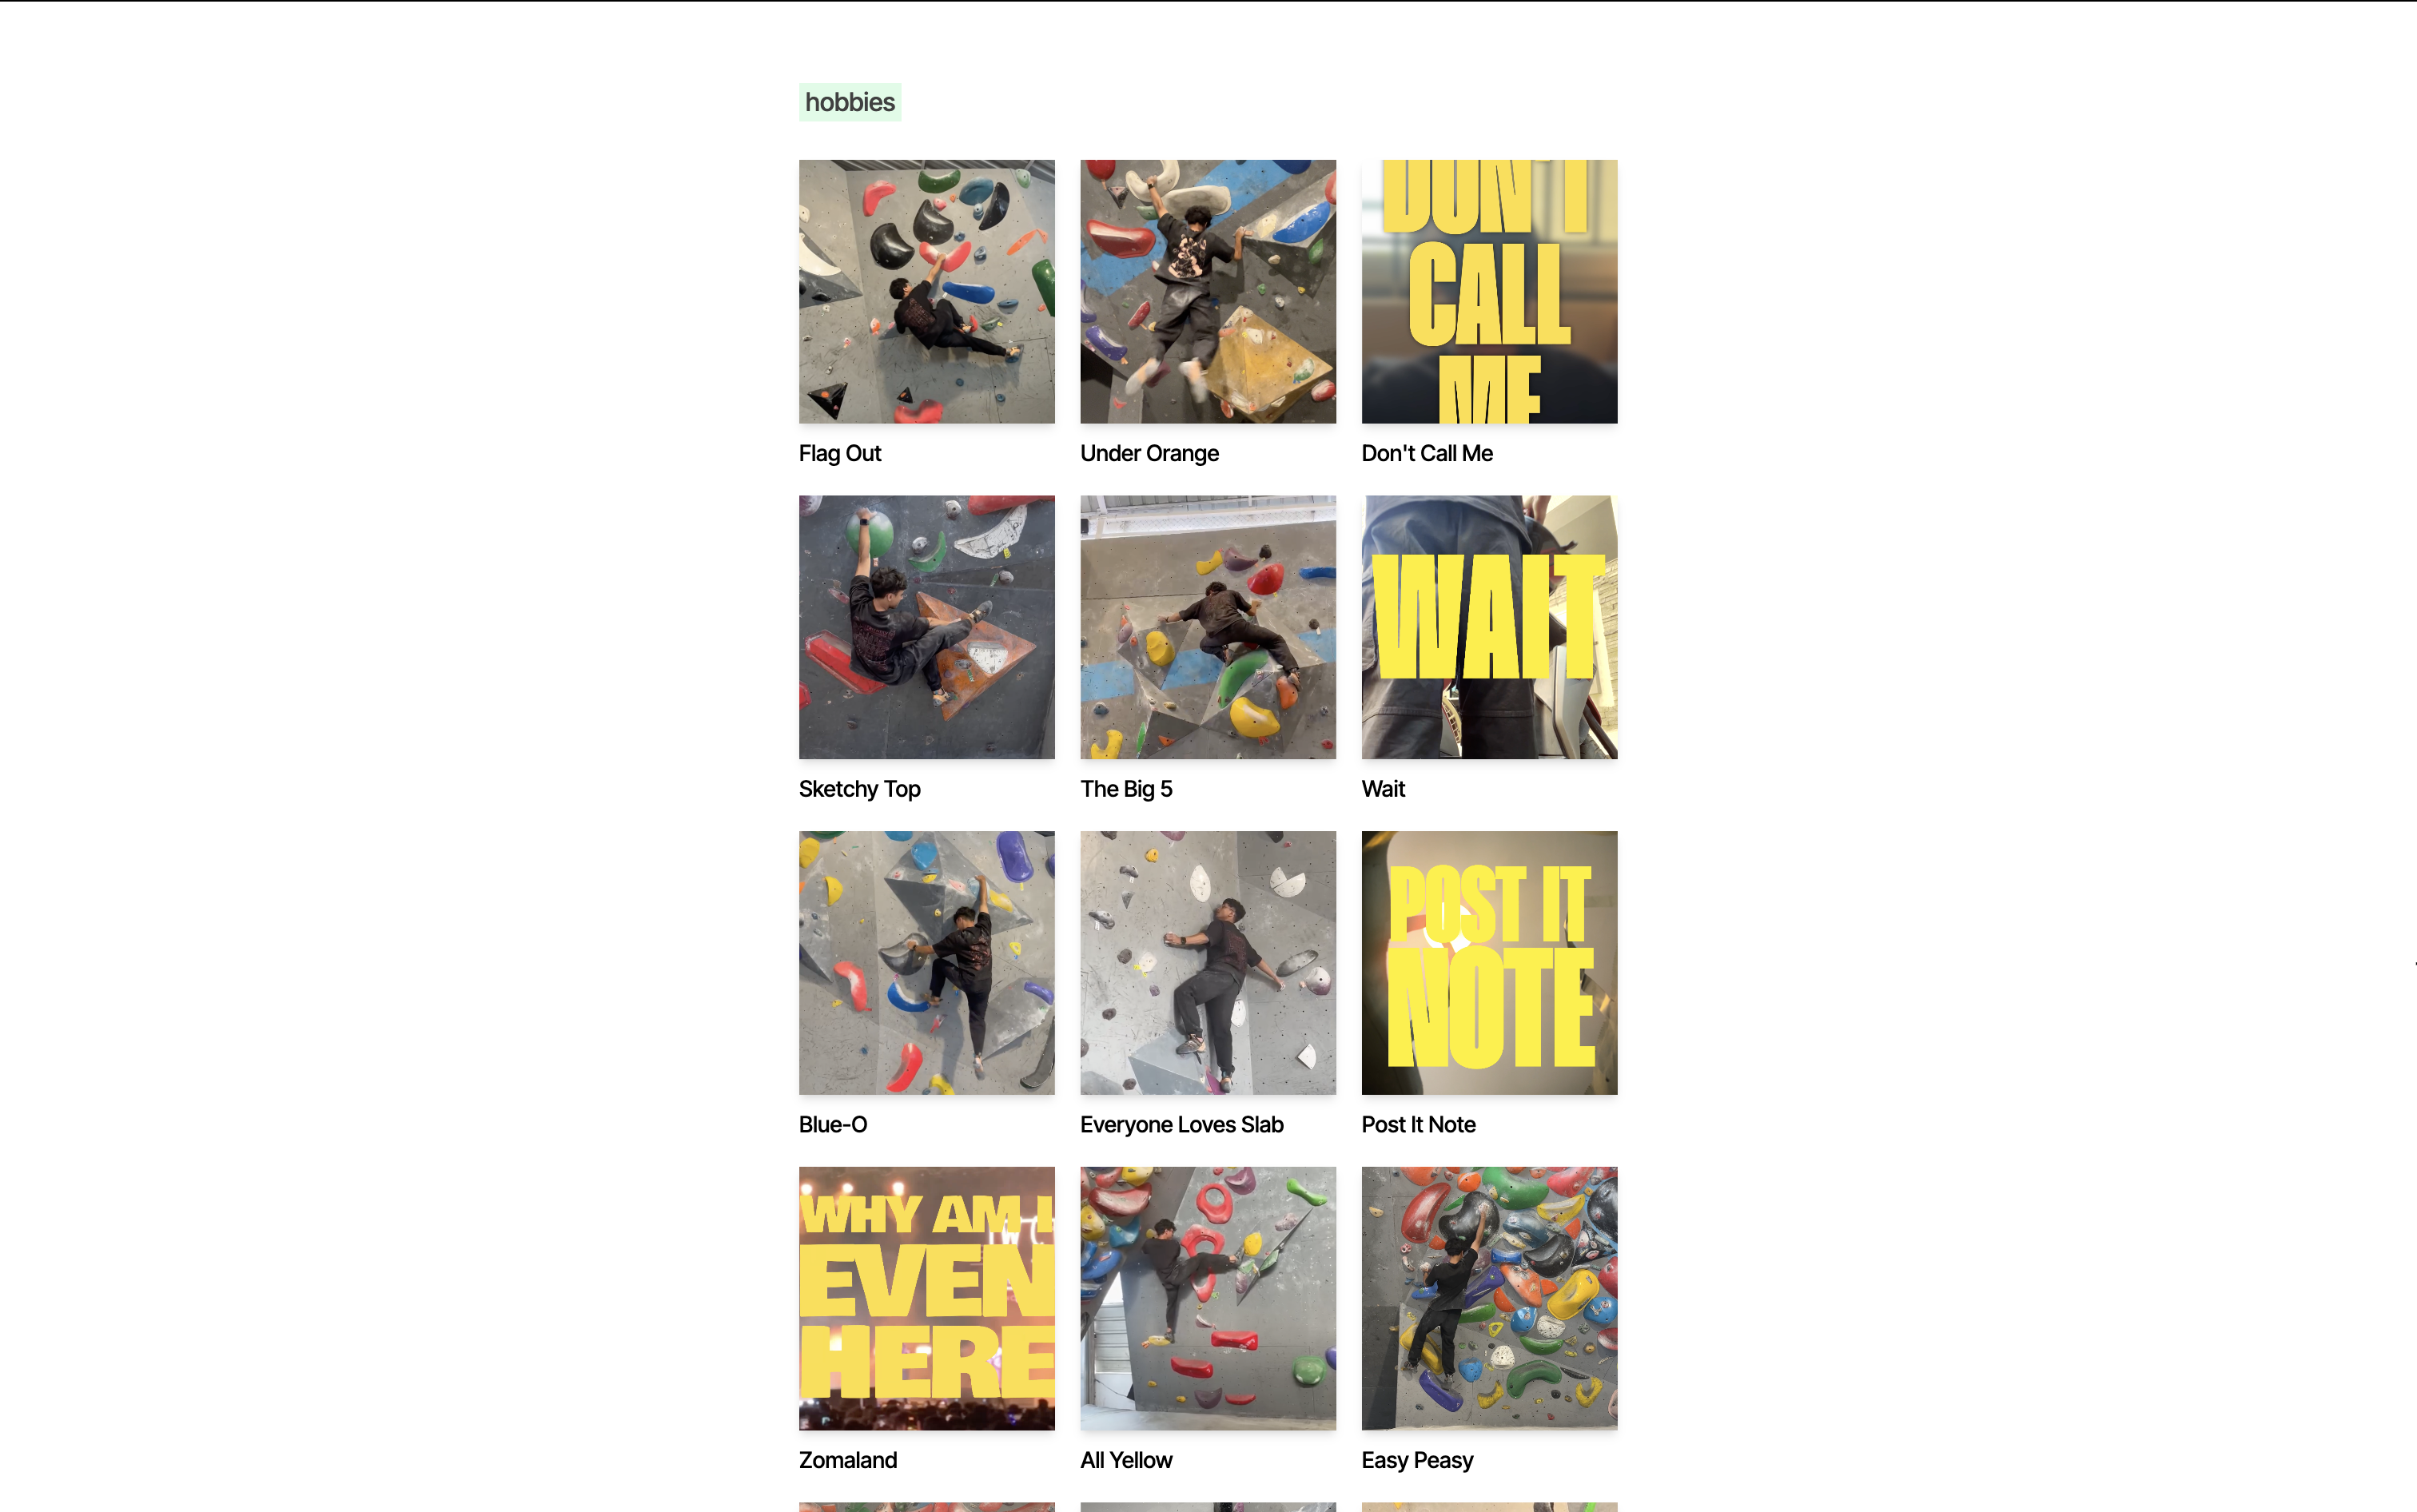 hobbies
DON'T
CALL
ME
Flag Out
Under Orange
Don't Call Me
WAIT
Sketchy Top
The Big 5
Wait
POST IT
NOTE
Blue-O
Everyone Loves Slab
Post It Note
WHY AM I
EVEN
HERE
Zomaland
All Yellow
Easy Peasy